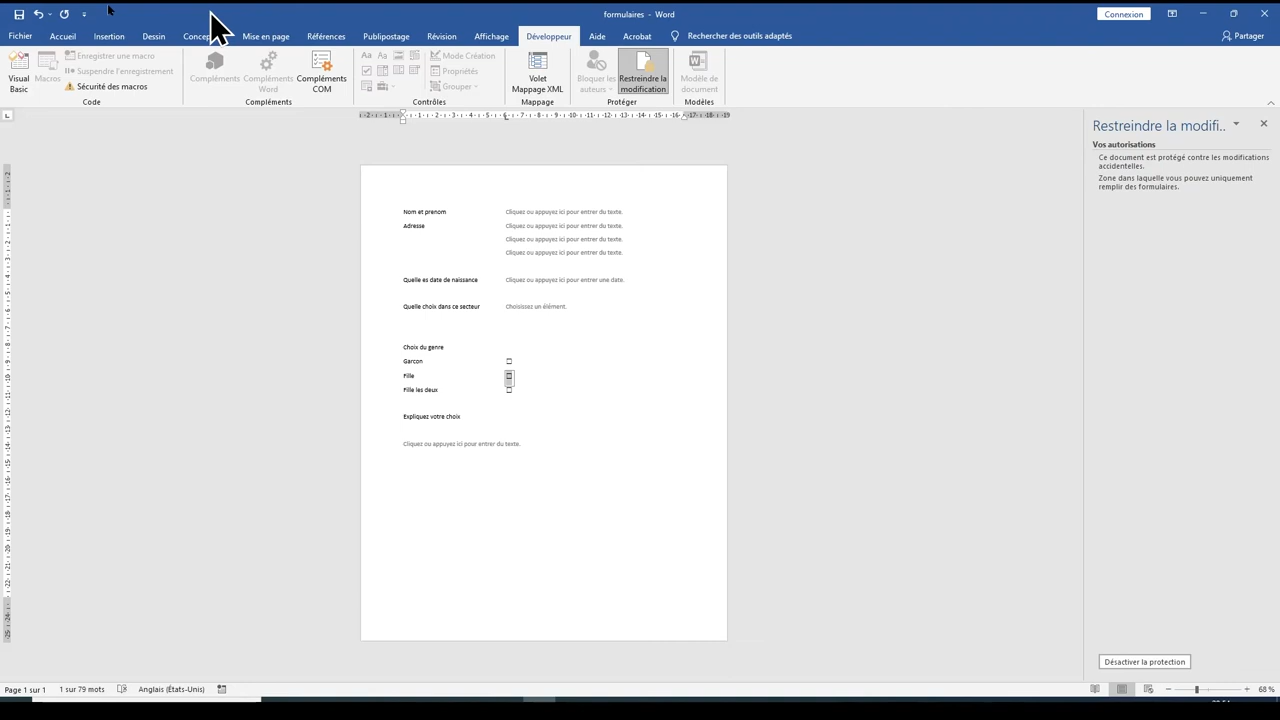 formulaires - Word
Connexion
Fichier Accueil Insertion Dessin Concep Mise en page Références Publipostage Révision Affichage Développeur Aide Acrobat Rechercher des outils adaptés Partager
Visual Basic
Macros
Enregistrer une macro
Suspendre l'enregistrement
Sécurité des macros
Code
Compléments
Compléments Word
Compléments COM
Compléments
Aa Aa
Mode Création
Propriétés
Grouper
Contrôles
Volet Mappage XML
Mappage
Bloquer les auteurs
Restreindre la modification
Protéger
Modèle de document
Modèles
Restreindre la modifi...
Vos autorisations
Ce document est protégé contre les modifications
accidentelles.
Zone dans laquelle vous pouvez uniquement
remplir des formulaires.
Nom et prenom Cliquez ou appuyez ici pour entrer du texte.
Adresse Cliquez ou appuyez ici pour entrer du texte.
Cliquez ou appuyez ici pour entrer du texte.
Cliquez ou appuyez ici pour entrer du texte.
Quelle es date de naissance Cliquez ou appuyez ici pour entrer une date.
Quelle choix dans ce secteur Choisissez un élément.
Choix du genre
Garcon
Fille
Fille les deux
Expliquez votre choix
Cliquez ou appuyez ici pour entrer du texte.
Désactiver la protection
Page 1 sur 1 1 sur 79 mots Anglais (États-Unis) 68 %